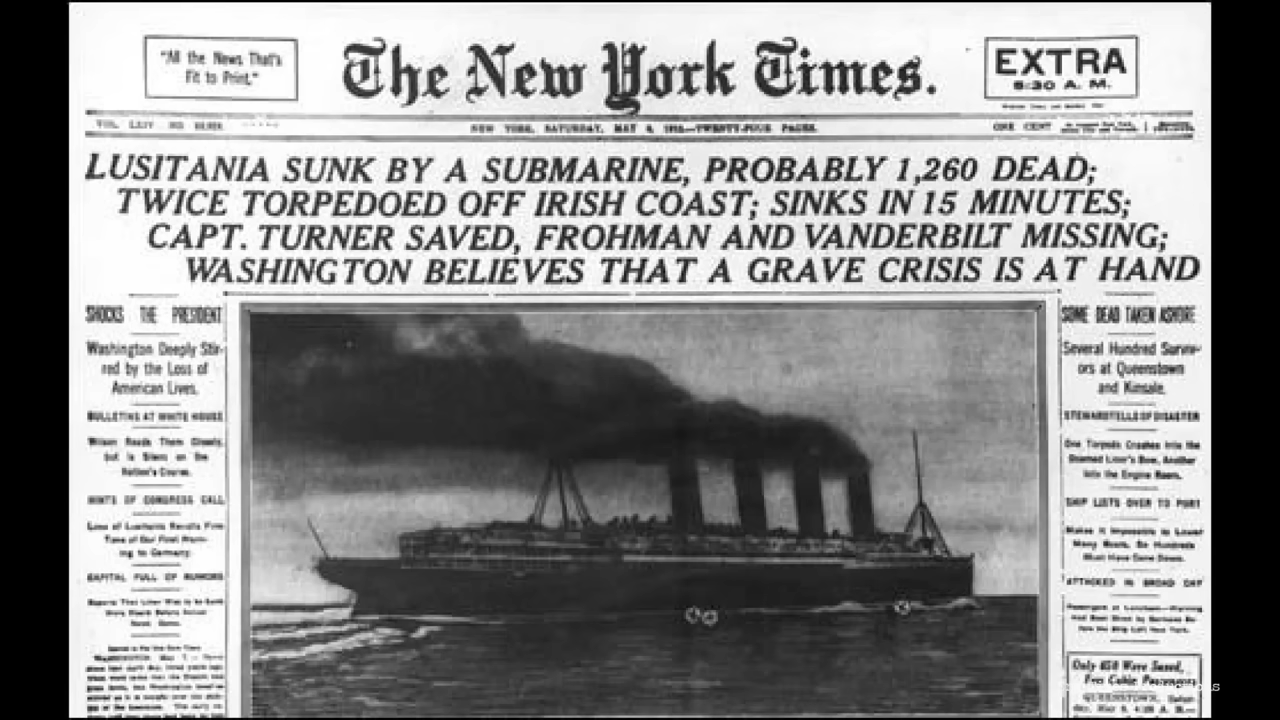 "All the News That's
Fit to Print."
The New York Times.
EXTRA
5:30 A. M.
NEW YORK, SATURDAY, MAY 8, 1915.—TWENTY-FOUR PAGES.
ONE CENT
LUSITANIA SUNK BY A SUBMARINE, PROBABLY 1,260 DEAD;
TWICE TORPEDOED OFF IRISH COAST; SINKS IN 15 MINUTES;
CAPT. TURNER SAVED, FROHMAN AND VANDERBILT MISSING;
WASHINGTON BELIEVES THAT A GRAVE CRISIS IS AT HAND
SHOCKS THE PRESIDENT
Washington Deeply Stir-
red by the Loss of
American Lives.
BULLETINS AT WHITE HOUSE
Wilson Reads Them Closely,
but Is Silent on the
Nation's Course.
HINTS OF CONGRESS CALL
Loss of Lusitania Recalls Firm
Tone of Our First Warn-
ing to Germany.
CAPITAL FULL OF RUMORS
SOME DEAD TAKEN ASHORE
Several Hundred Surviv-
ors at Queenstown
and Kinsale.
STEWARD TELLS OF DISASTER
One Torpedo Crashes Into the
Doomed Liner's Bow, Another
Into the Engine Room.
SHIP LISTS OVER TO PORT
Makes It Impossible to Lower
Many Boats, So Hundreds
Must Have Gone Down.
ATTACKED IN BROAD DAY
Only 650 Were Saved,
Few Cabin Passengers
QUEENSTOWN, Satur-
day, May 8, 4:28 A. M.—